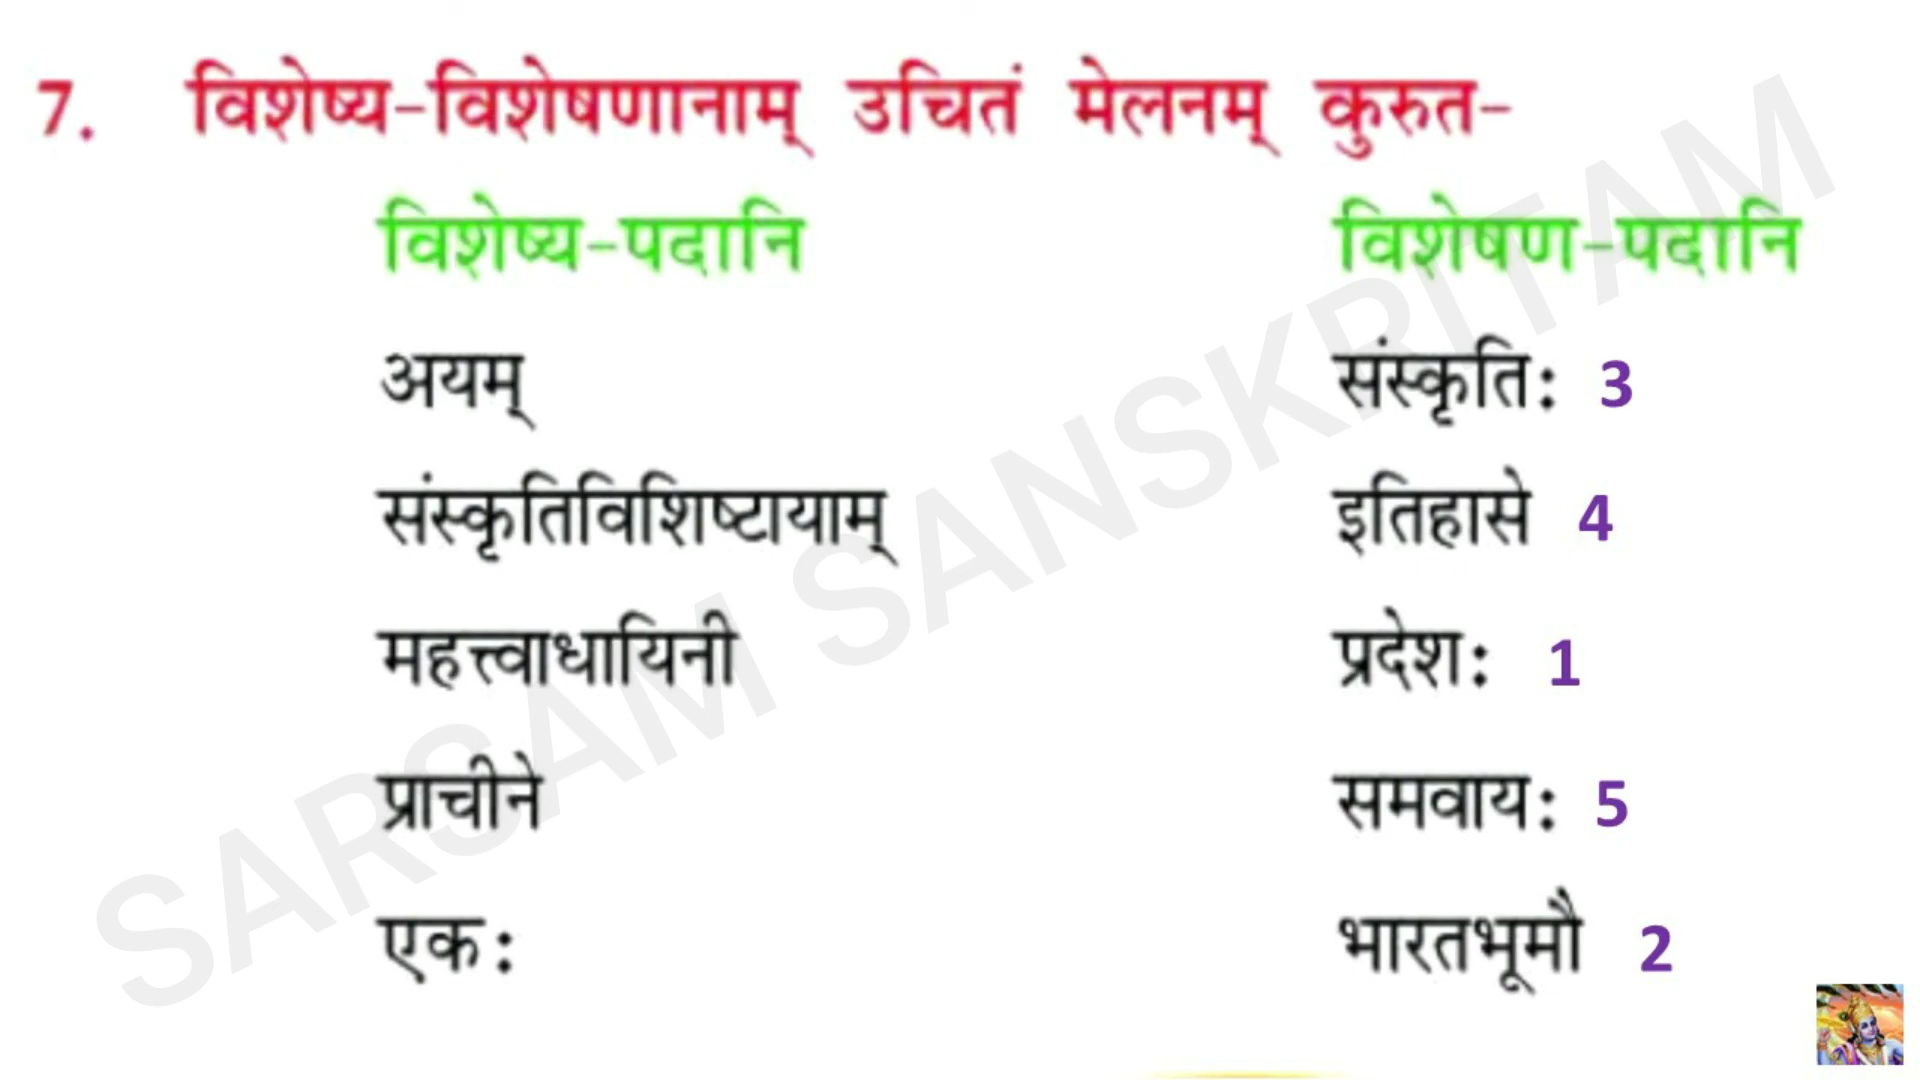 7. विशेष्य-विशेषणानाम् उचितं मेलनम् कुरुत-
विशेष्य-पदानि विशेषण-पदानि
अयम् संस्कृतिः 3
संस्कृतिविशिष्टायाम् इतिहासे 4
महत्त्वाधायिनी प्रदेशः 1
प्राचीने समवायः 5
एकः भारतभूमौ 2
SARSAM SANSKRITAM